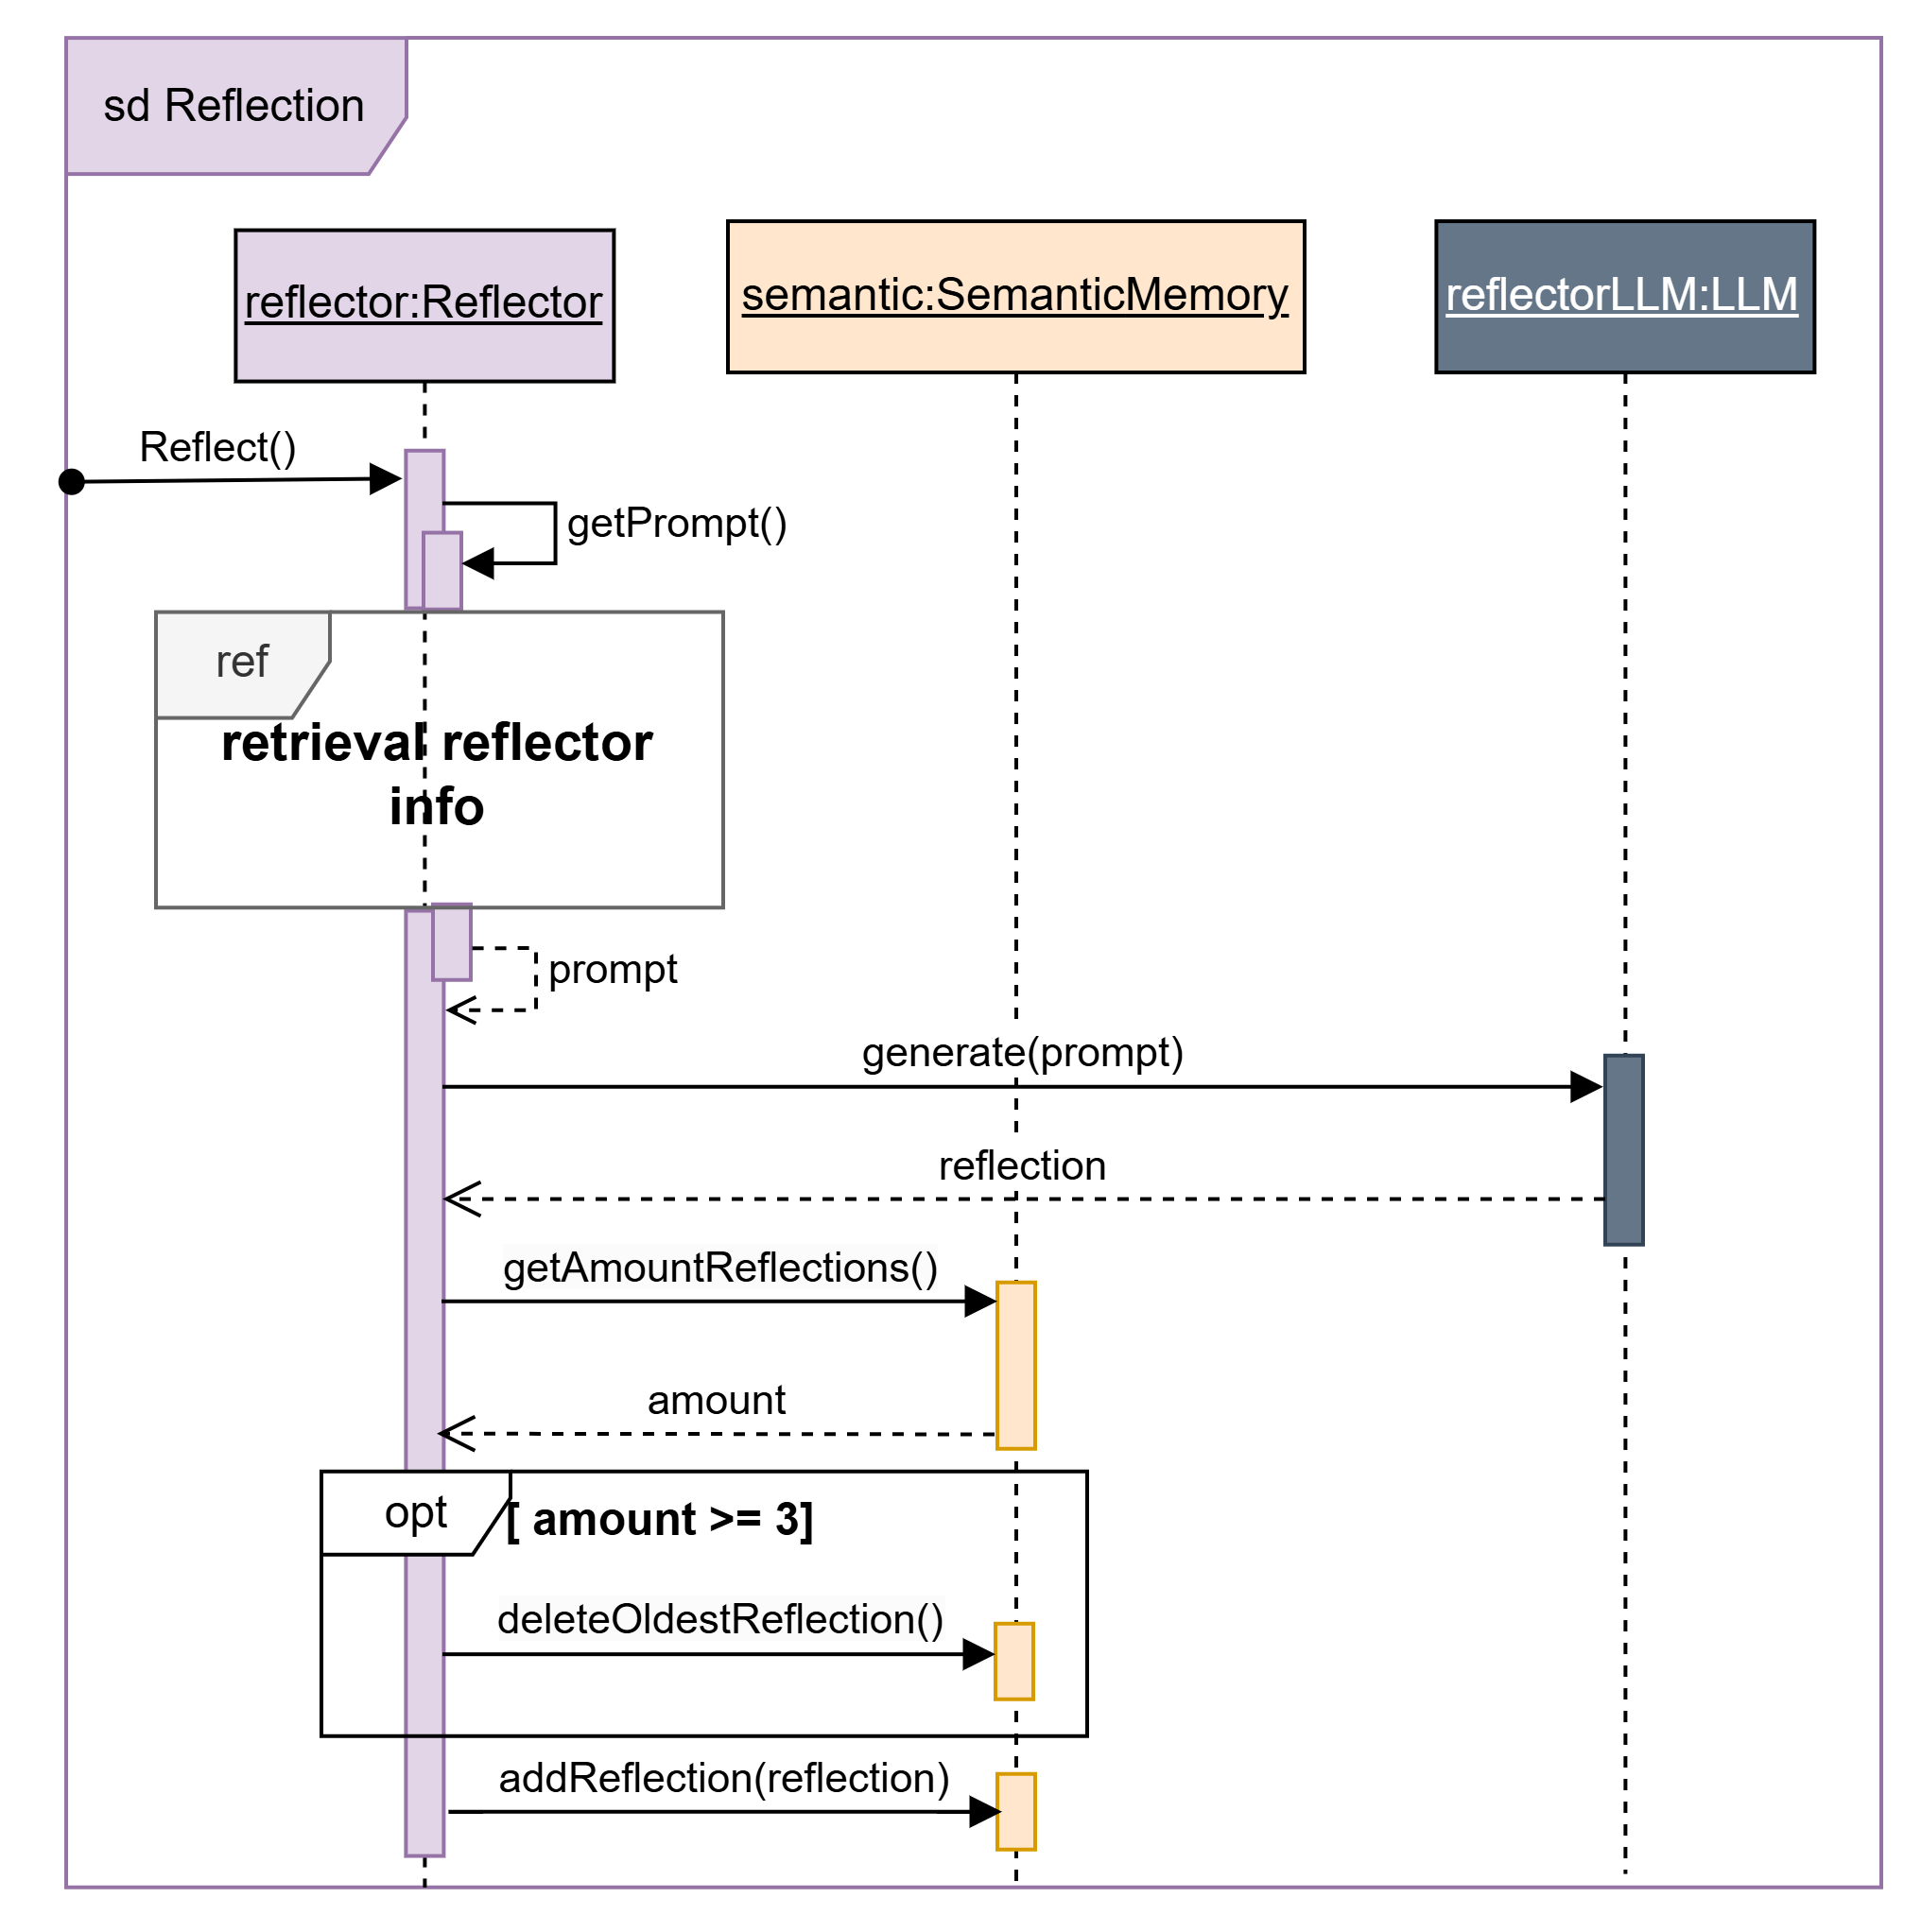 sd Reflection
reflector:Reflector
semantic:SemanticMemory
reflectorLLM:LLM
Reflect()
getPrompt()
ref
retrieval reflector
info
prompt
generate(prompt)
reflection
getAmountReflections()
amount
opt
[ amount >= 3]
deleteOldestReflection()
addReflection(reflection)